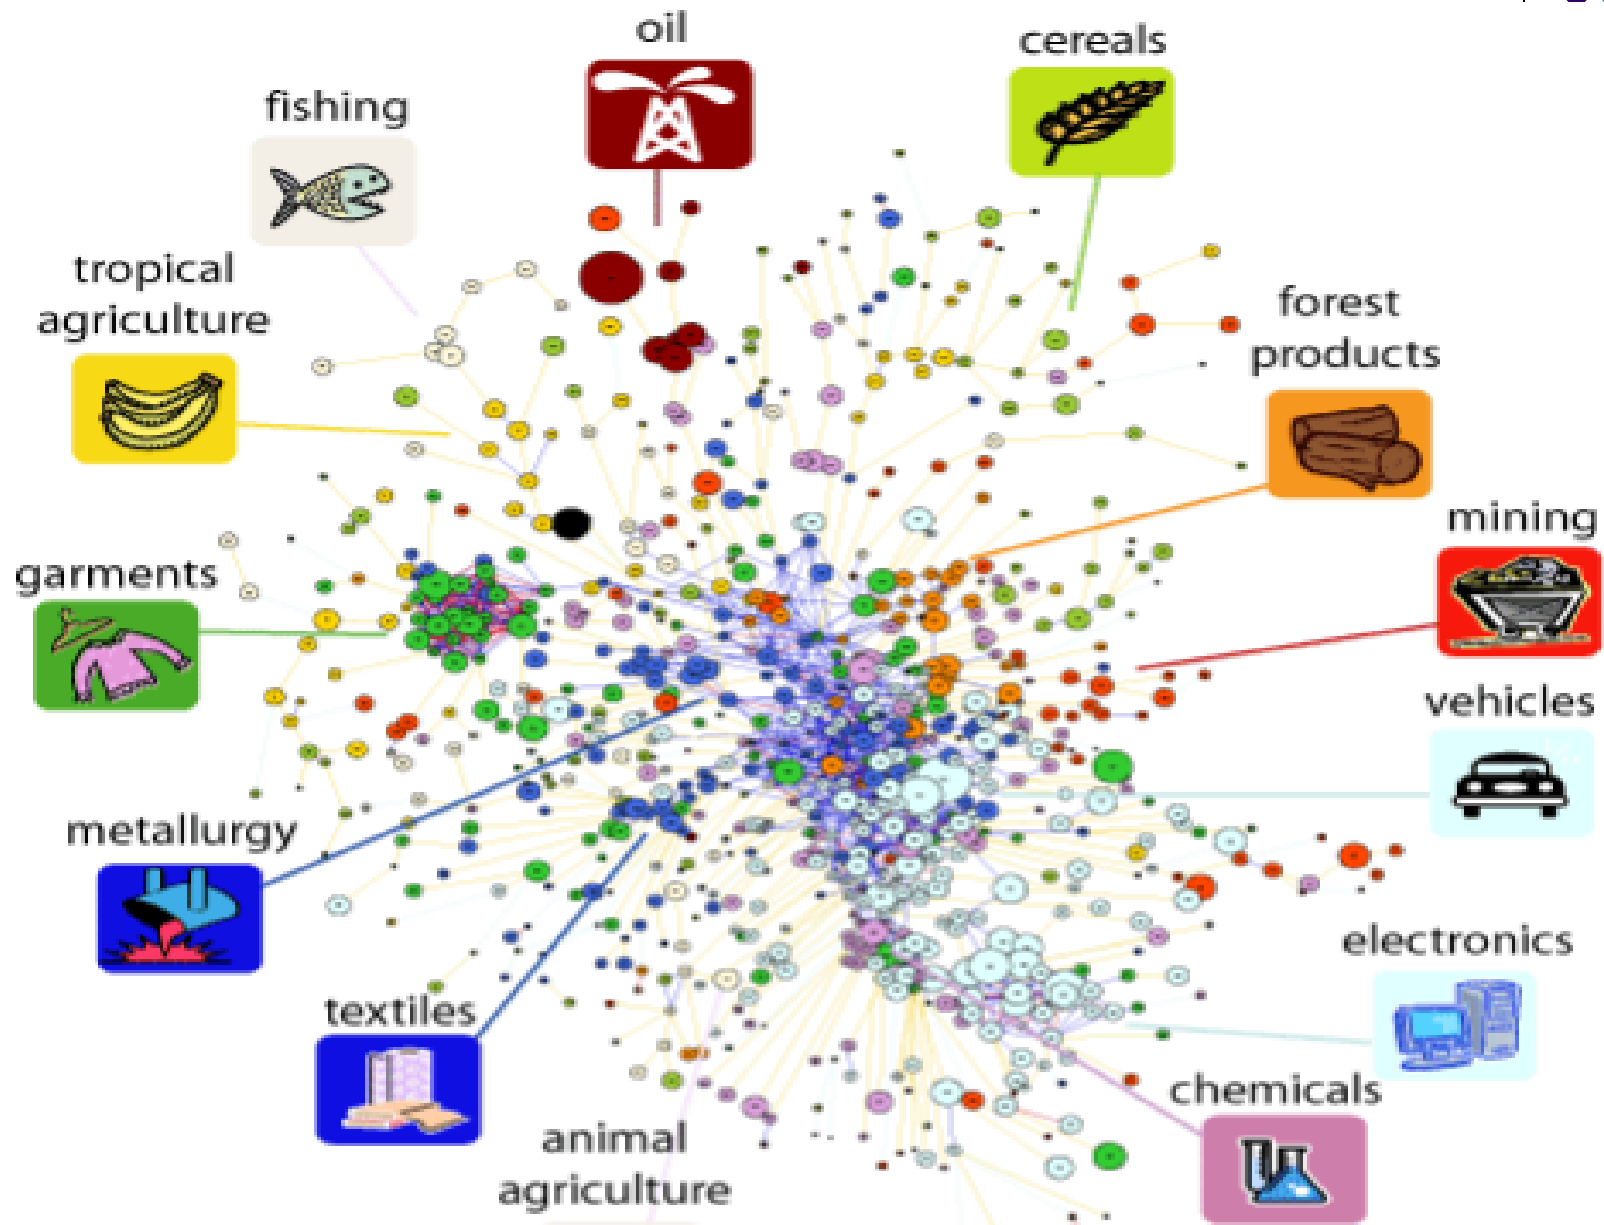 oil
cereals
fishing
tropical
agriculture
forest
products
mining
garments
vehicles
metallurgy
electronics
textiles
chemicals
animal
agriculture